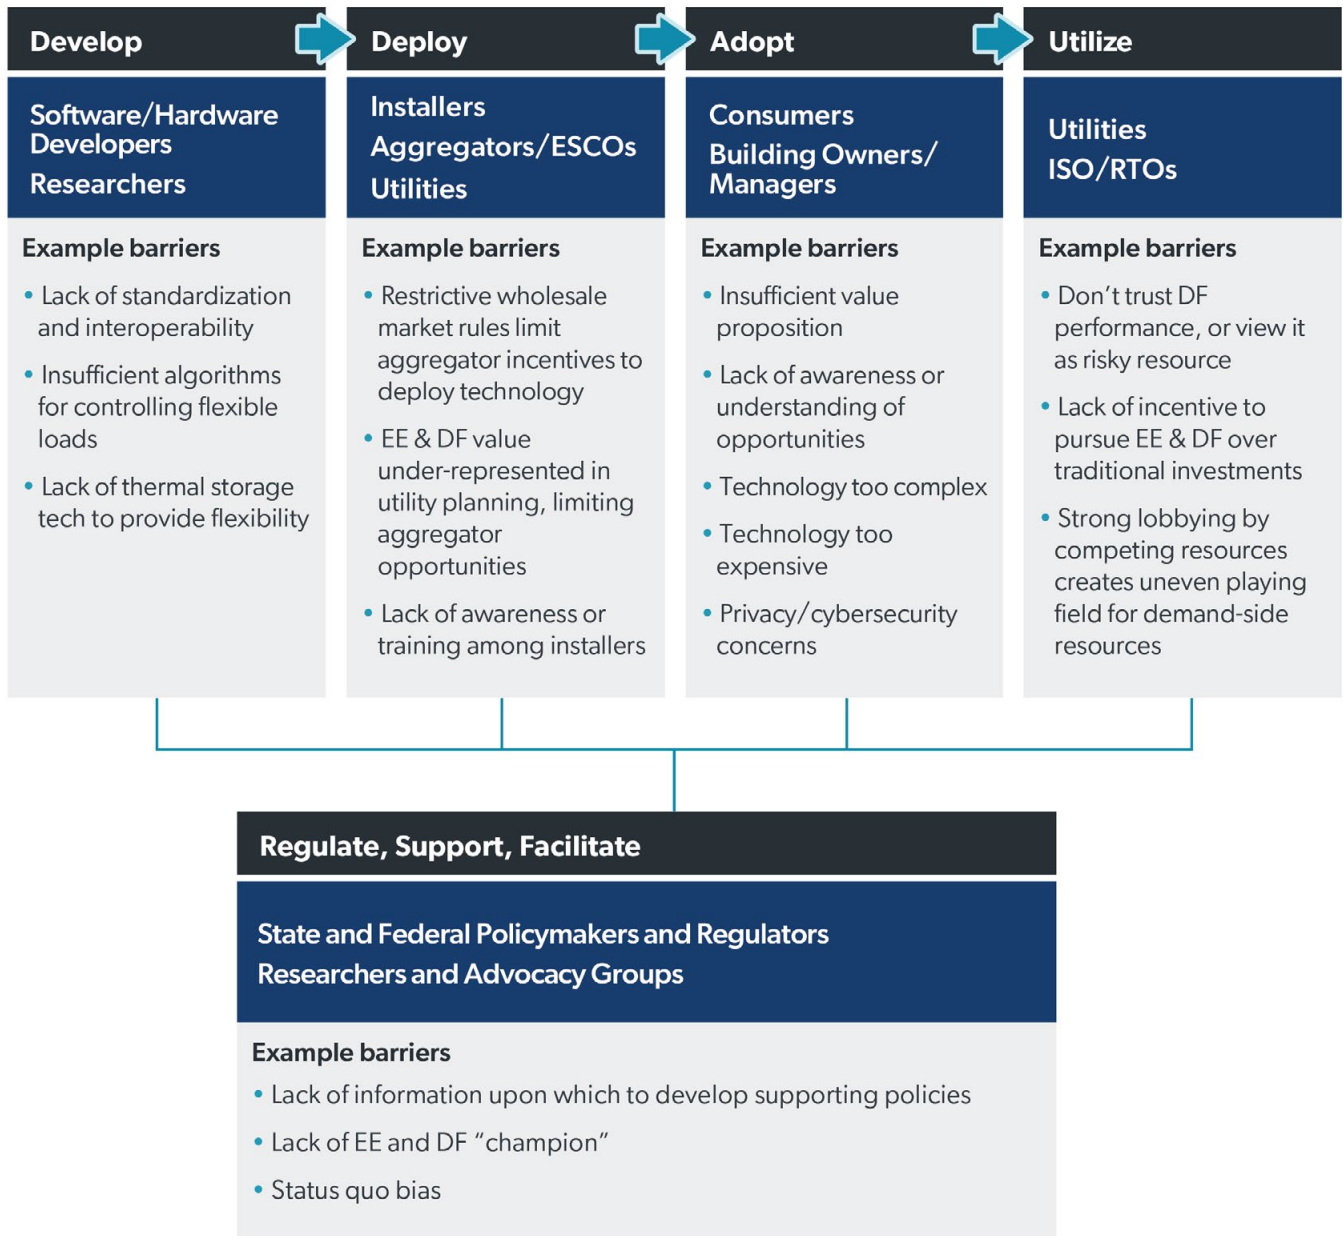 Develop
Software/Hardware
Developers
Researchers
Example barriers
• Lack of standardization
and interoperability
• Insufficient algorithms
for controlling flexible
loads
• Lack of thermal storage
tech to provide flexibility
Deploy
Installers
Aggregators/ESCOs
Utilities
Example barriers
• Restrictive wholesale
market rules limit
aggregator incentives to
deploy technology
• EE & DF value
under-represented in
utility planning, limiting
aggregator
opportunities
• Lack of awareness or
training among installers
Adopt
Consumers
Building Owners/
Managers
Example barriers
• Insufficient value
proposition
• Lack of awareness or
understanding of
opportunities
• Technology too complex
• Technology too
expensive
• Privacy/cybersecurity
concerns
Utilize
Utilities
ISO/RTOs
Example barriers
• Don’t trust DF
performance, or view it
as risky resource
• Lack of incentive to
pursue EE & DF over
traditional investments
• Strong lobbying by
competing resources
creates uneven playing
field for demand-side
resources
Regulate, Support, Facilitate
State and Federal Policymakers and Regulators
Researchers and Advocacy Groups
Example barriers
• Lack of information upon which to develop supporting policies
• Lack of EE and DF “champion”
• Status quo bias